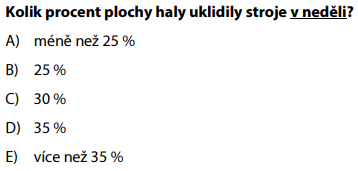 Kolik procent plochy haly uklidily stroje v neděli?
A) méně než 25 %
B) 25 %
C) 30 %
D) 35 %
E) více než 35 %